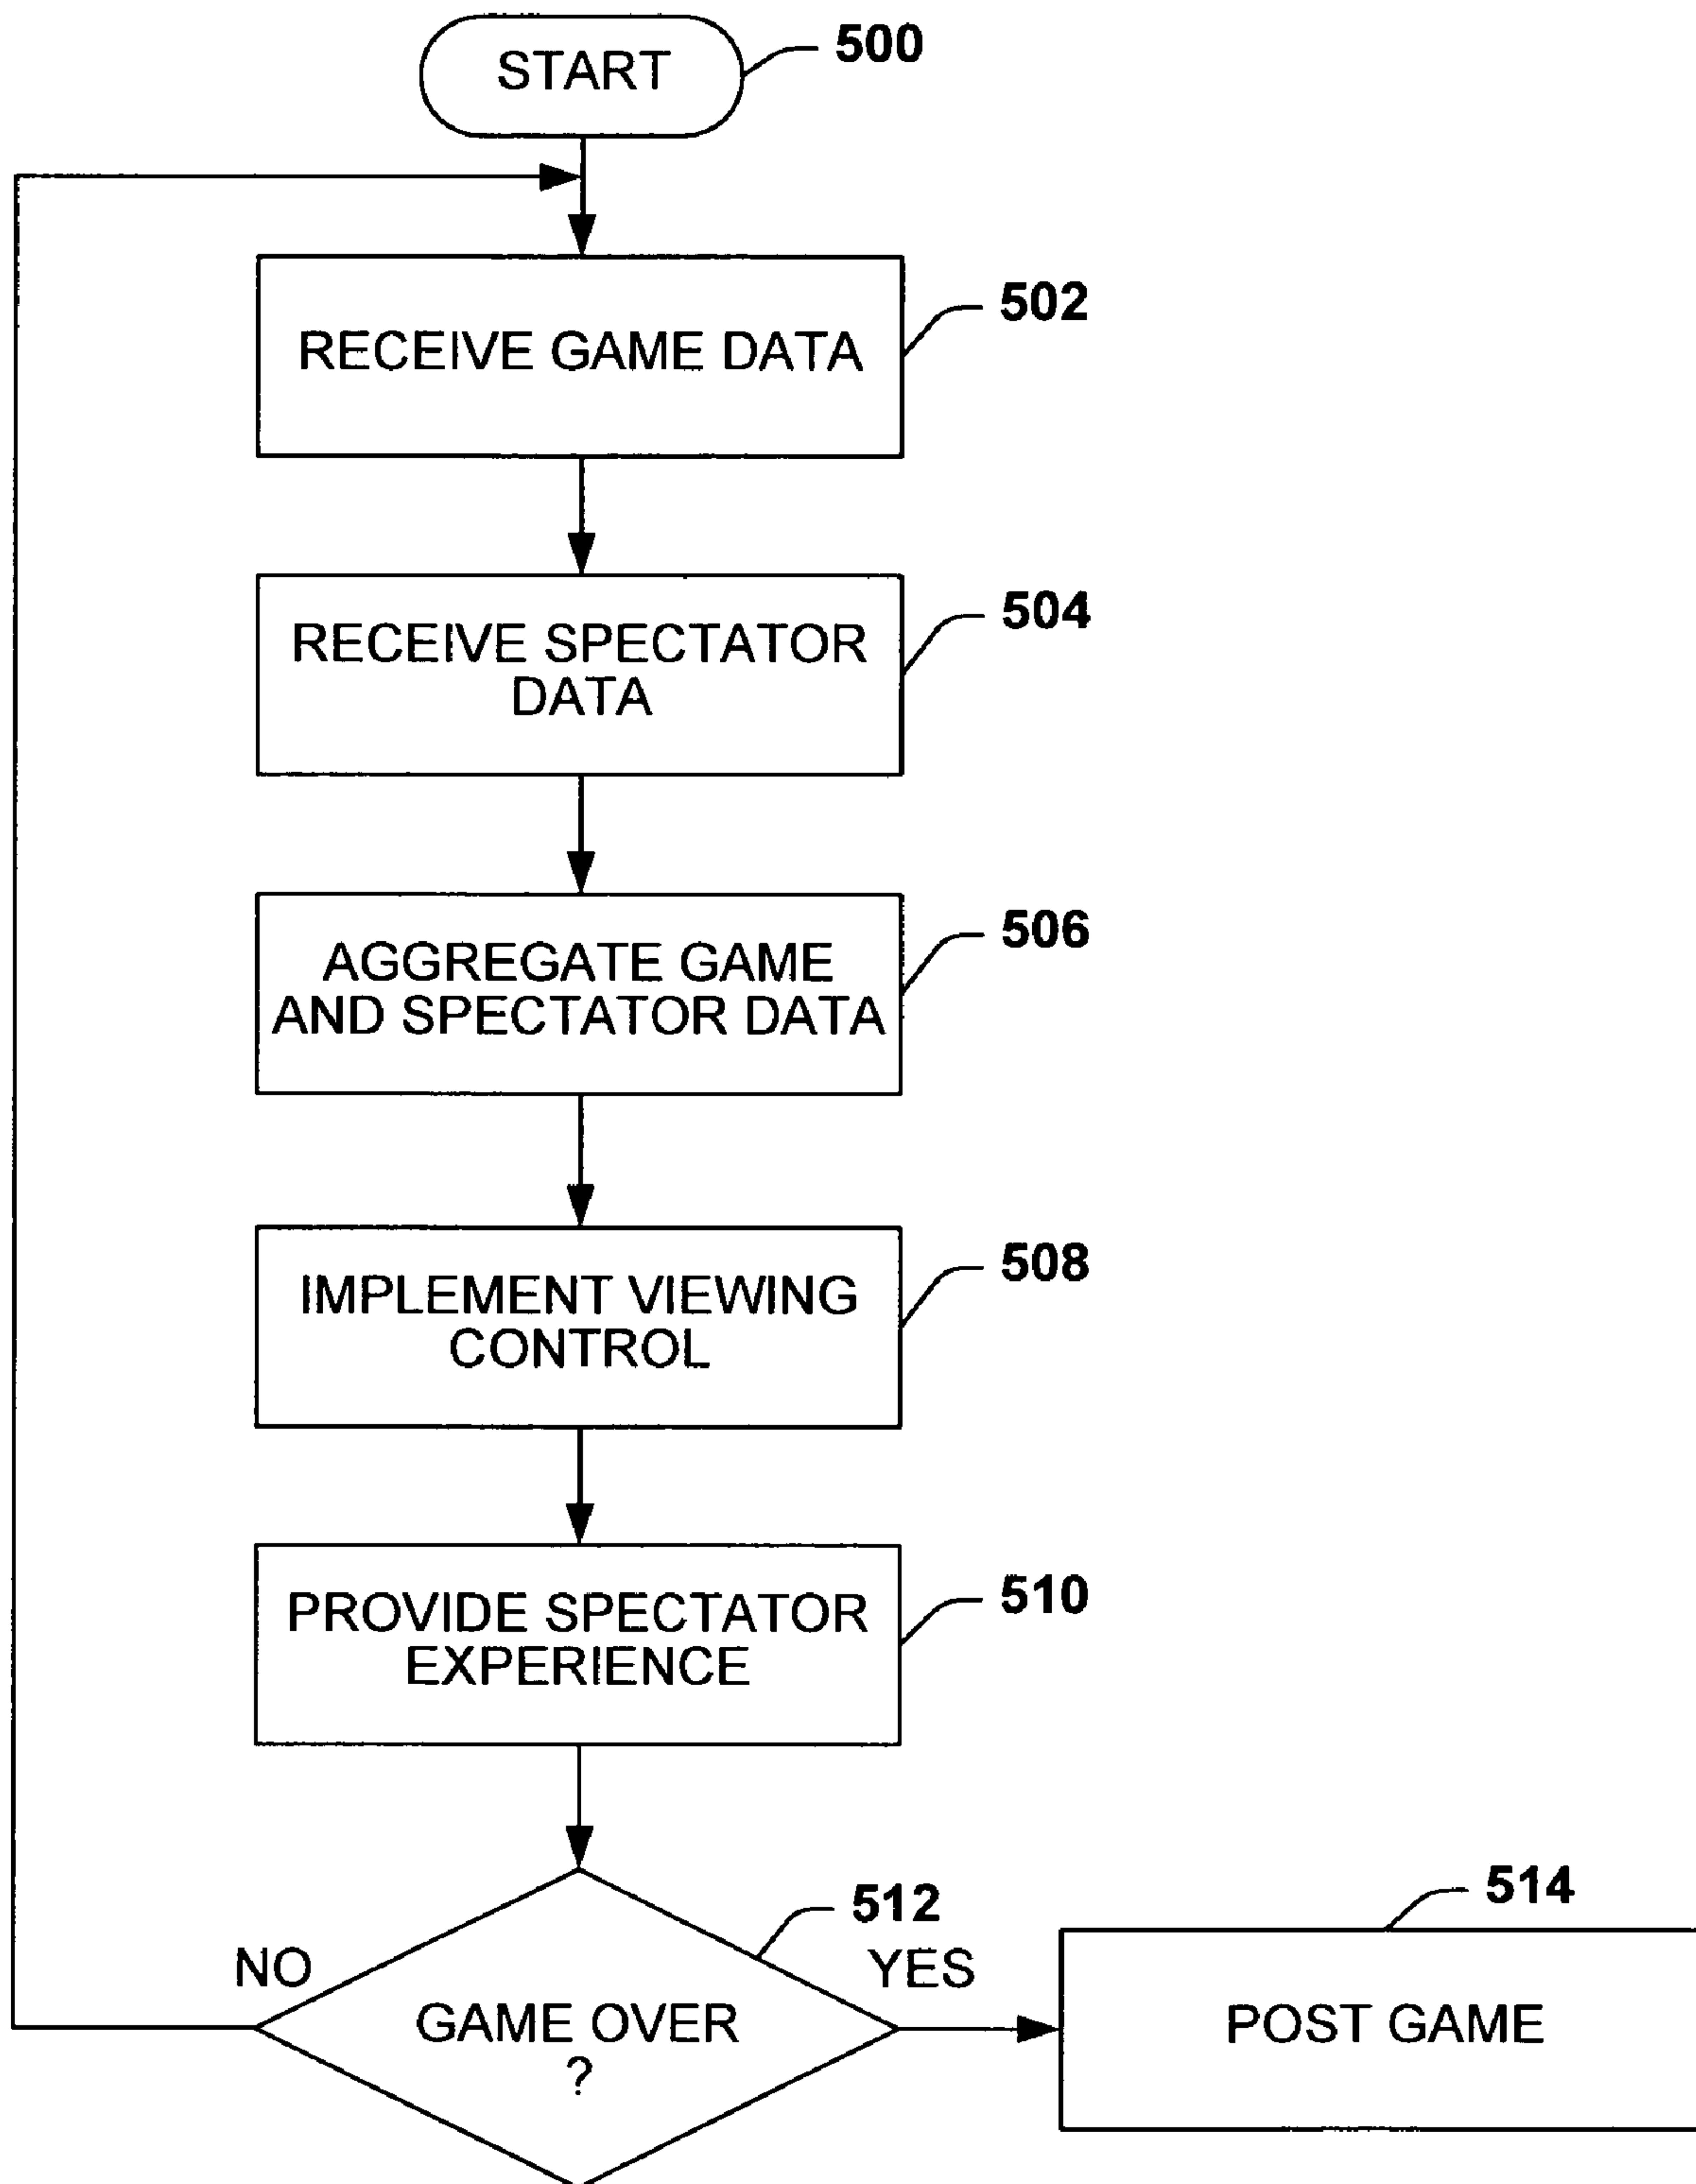 START
500
RECEIVE GAME DATA
502
RECEIVE SPECTATOR
DATA
504
AGGREGATE GAME
AND SPECTATOR DATA
506
IMPLEMENT VIEWING
CONTROL
508
PROVIDE SPECTATOR
EXPERIENCE
510
512
NO
YES
GAME OVER
?
514
POST GAME